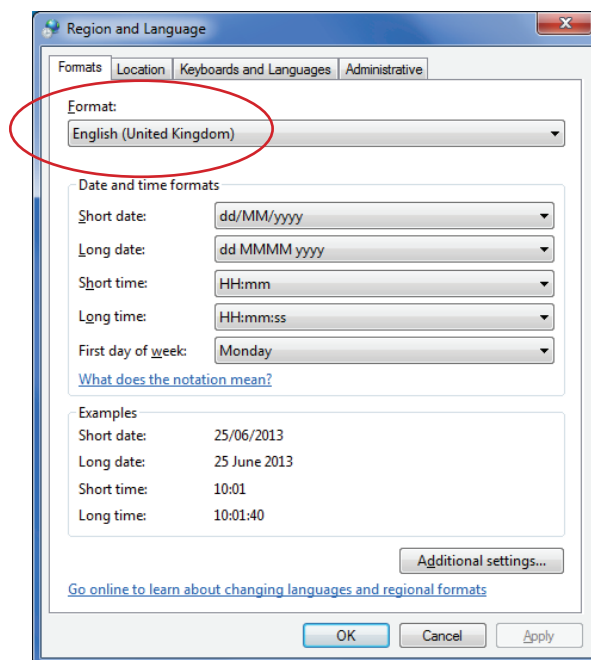 Region and Language
Formats Location Keyboards and Languages Administrative
Format:
English (United Kingdom)
Date and time formats
Short date: dd/MM/yyyy
Long date: dd MMMM yyyy
Short time: HH:mm
Long time: HH:mm:ss
First day of week: Monday
What does the notation mean?
Examples
Short date: 25/06/2013
Long date: 25 June 2013
Short time: 10:01
Long time: 10:01:40
Additional settings...
Go online to learn about changing languages and regional formats
OK Cancel Apply